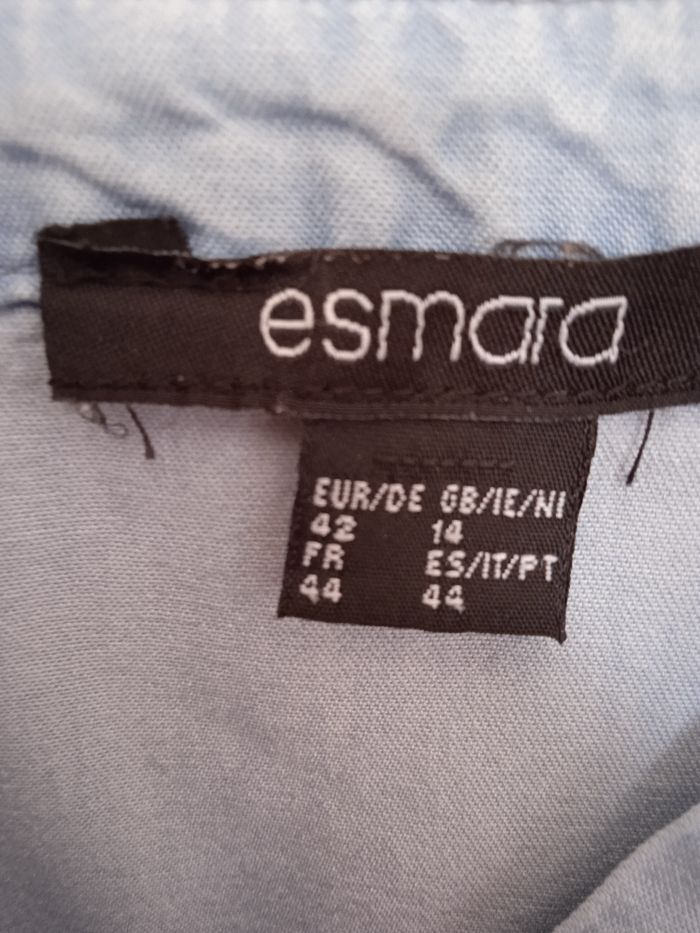 esmara
EUR/DE GB/IE/NI
42 14
FR ES/IT/PT
44 44